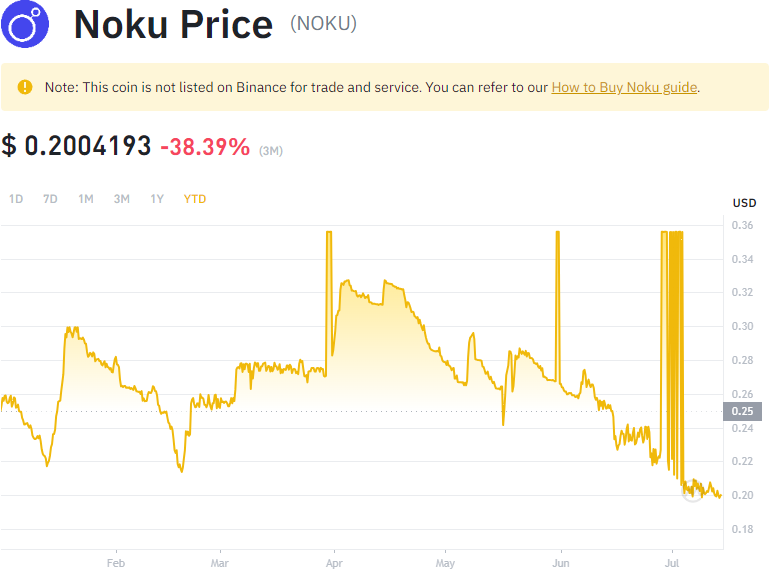 Noku Price (NOKU)
Note: This coin is not listed on Binance for trade and service. You can refer to our How to Buy Noku guide.
$ 0.2004193 -38.39% (3M)
1D 7D 1M 3M 1Y YTD
USD
0.36
0.34
0.32
0.30
0.28
0.26
0.25
0.24
0.22
0.20
0.18
Feb Mar Apr May Jun Jul